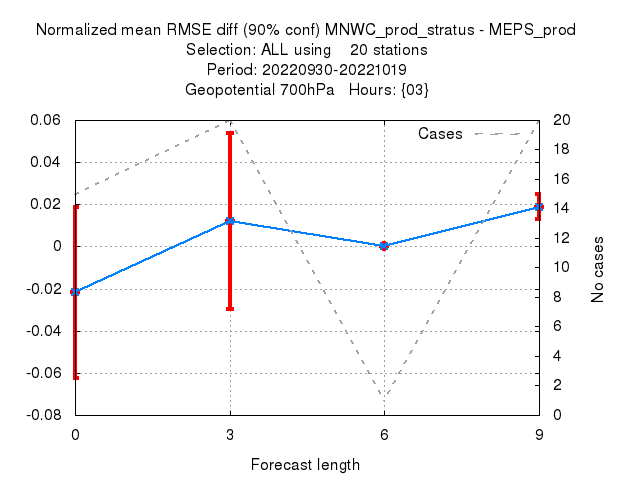 Normalized mean RMSE diff (90% conf) MNWC_prod_stratus - MEPS_prod
Selection: ALL using    20 stations
Period: 20220930-20221019
Geopotential 700hPa   Hours: {03}
Cases
0.06
0.04
0.02
0
-0.02
-0.04
-0.06
-0.08
20
18
16
14
12
10
8
6
4
2
0
No cases
0 3 6 9
Forecast length